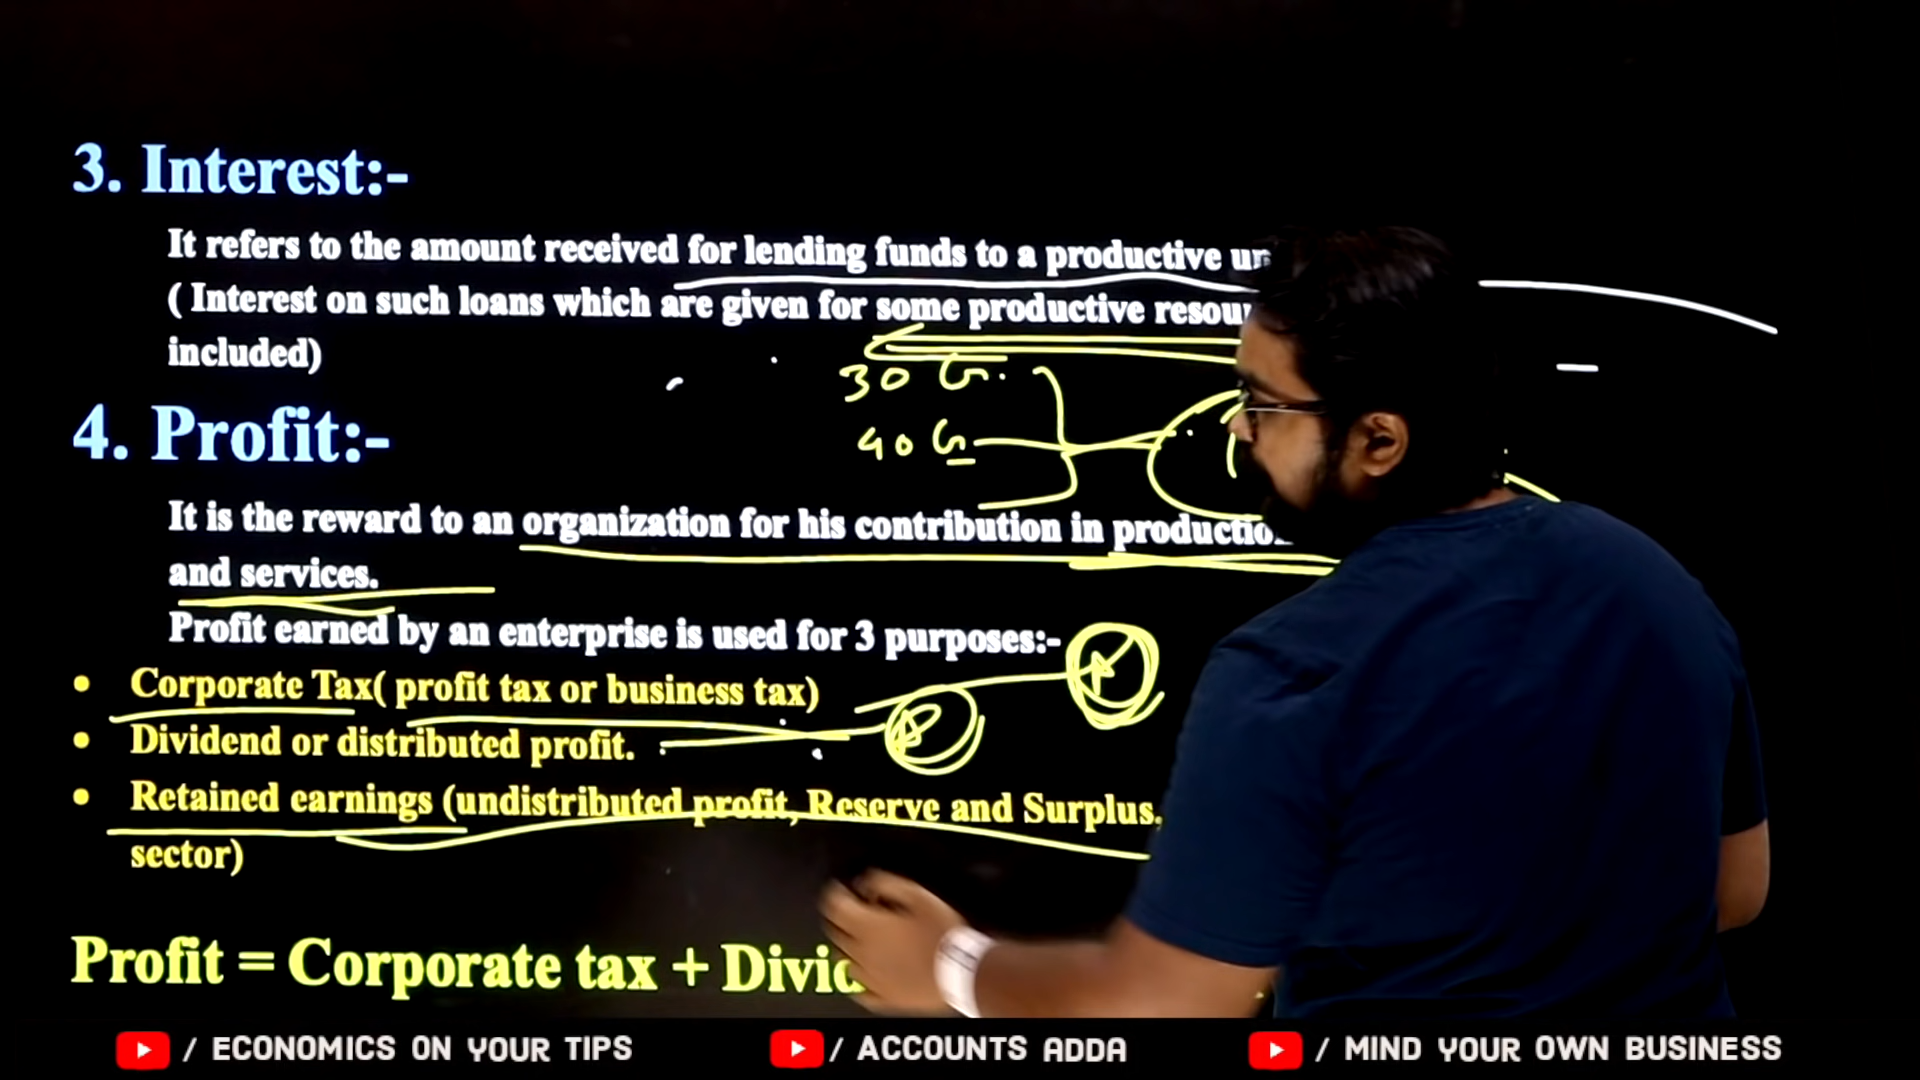 3. Interest:-
It refers to the amount received for lending funds to a productive
( Interest on such loans which are given for some productive
included)
30
40
4. Profit:-
It is the reward to an organization for his contribution in
and services.
Profit earned by an enterprise is used for 3 purposes:-
• Corporate Tax( profit tax or business tax)
• Dividend or distributed profit.
• Retained earnings (undistributed profit, Reserve and Surplus,
sector)
Profit = Corporate tax +
/ ECONOMICS ON YOUR TIPS
/ ACCOUNTS ADDA
/ MIND YOUR OWN BUSINESS